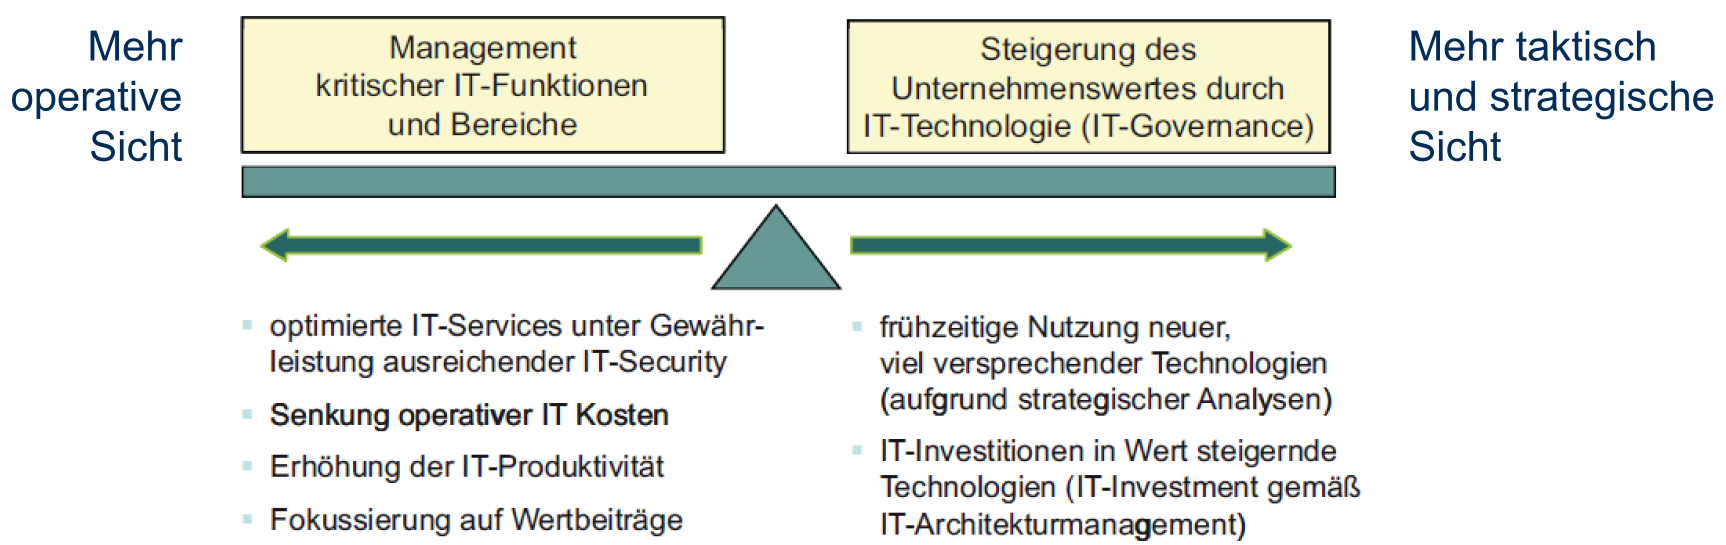 Mehr
operative
Sicht
Management
kritischer IT-Funktionen
und Bereiche
Steigerung des
Unternehmenswertes durch
IT-Technologie (IT-Governance)
Mehr taktisch
und strategische
Sicht
optimierte IT-Services unter Gewähr-
leistung ausreichender IT-Security
Senkung operativer IT Kosten
Erhöhung der IT-Produktivität
Fokussierung auf Wertbeiträge
frühzeitige Nutzung neuer,
viel versprechender Technologien
(aufgrund strategischer Analysen)
IT-Investitionen in Wert steigernde
Technologien (IT-Investment gemäß
IT-Architekturmanagement)